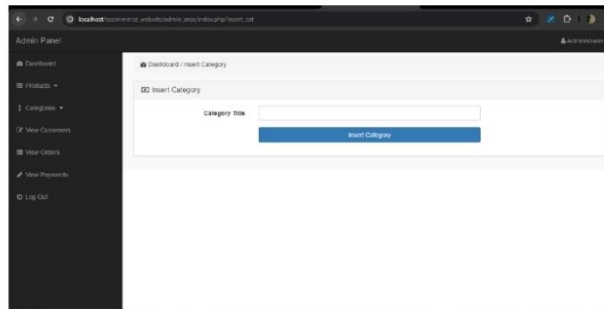 localhost/ecommerce_website/admin_area/index.php?insert_cat
Admin Panel
Administrator
Dashboard
Products
Categories
View Customers
View Orders
View Payments
Log Out
Dashboard / Insert Category
Insert Category
Category Title
Insert Category